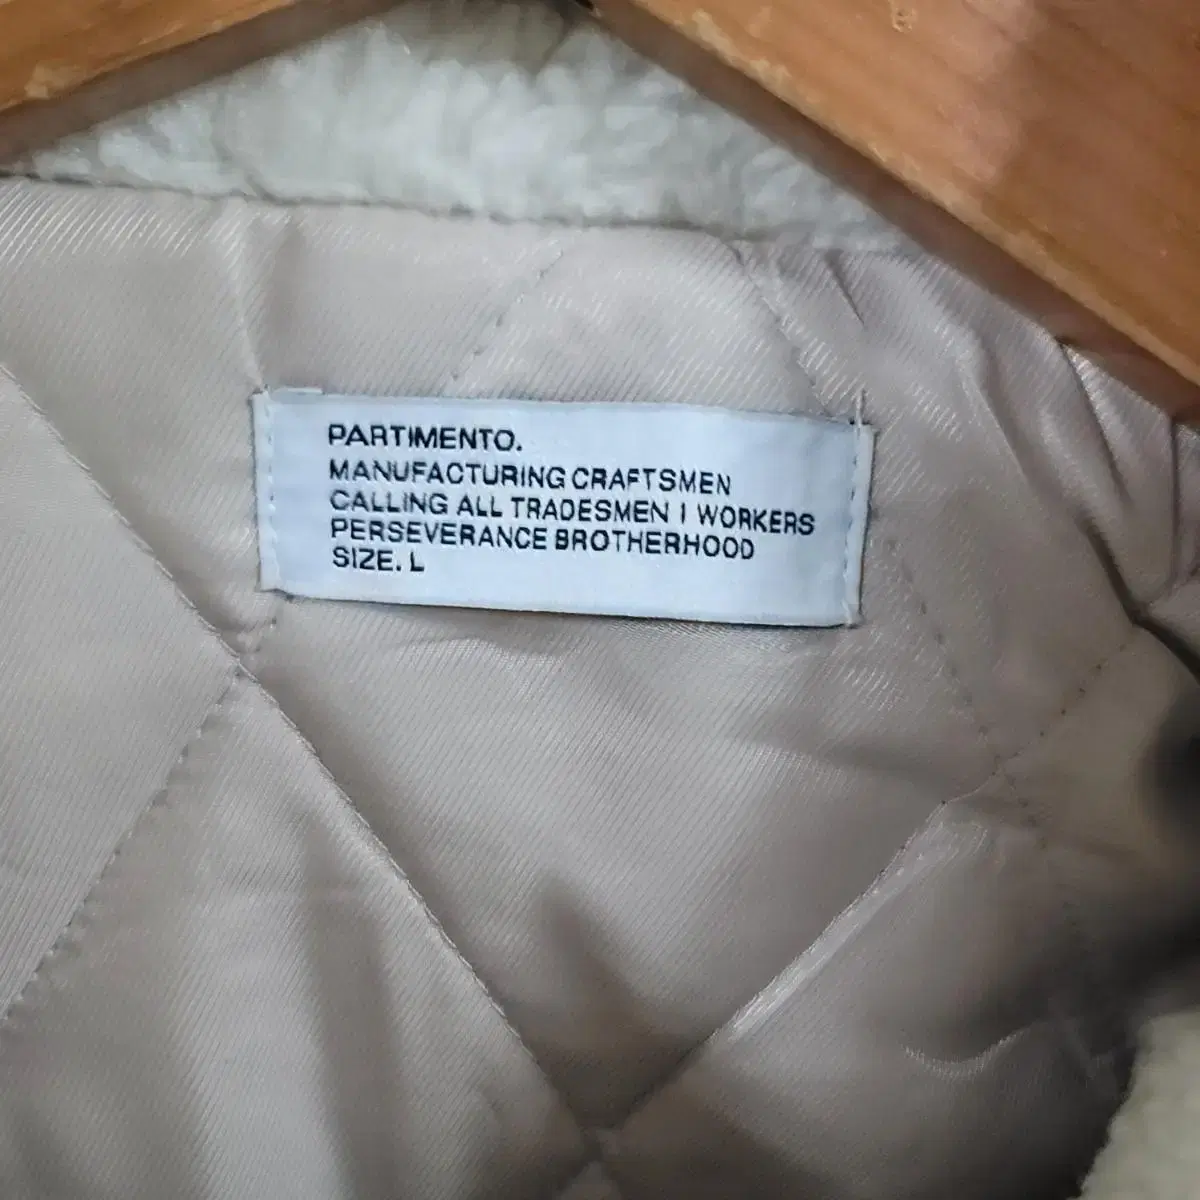 PARTIMENTO.
MANUFACTURING CRAFTSMEN
CALLING ALL TRADESMEN | WORKERS
PERSEVERANCE BROTHERHOOD
SIZE. L